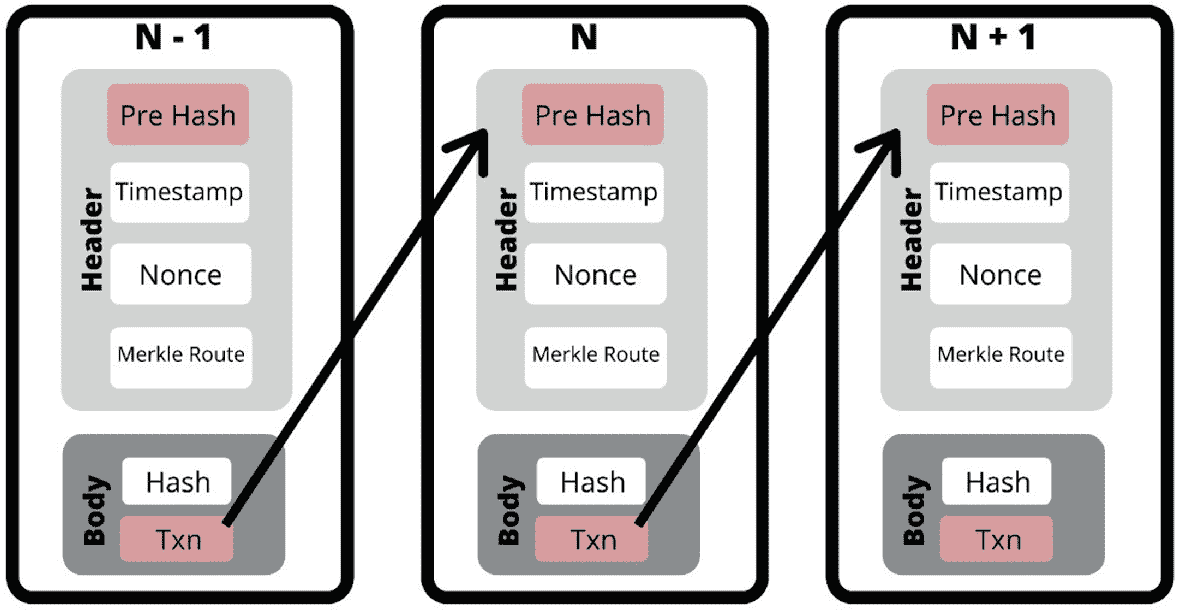 N - 1
Pre Hash
Timestamp
Nonce
Merkle Route
Header
Hash
Txn
Body
N
Pre Hash
Timestamp
Nonce
Merkle Route
Header
Hash
Txn
Body
N + 1
Pre Hash
Timestamp
Nonce
Merkle Route
Header
Hash
Txn
Body